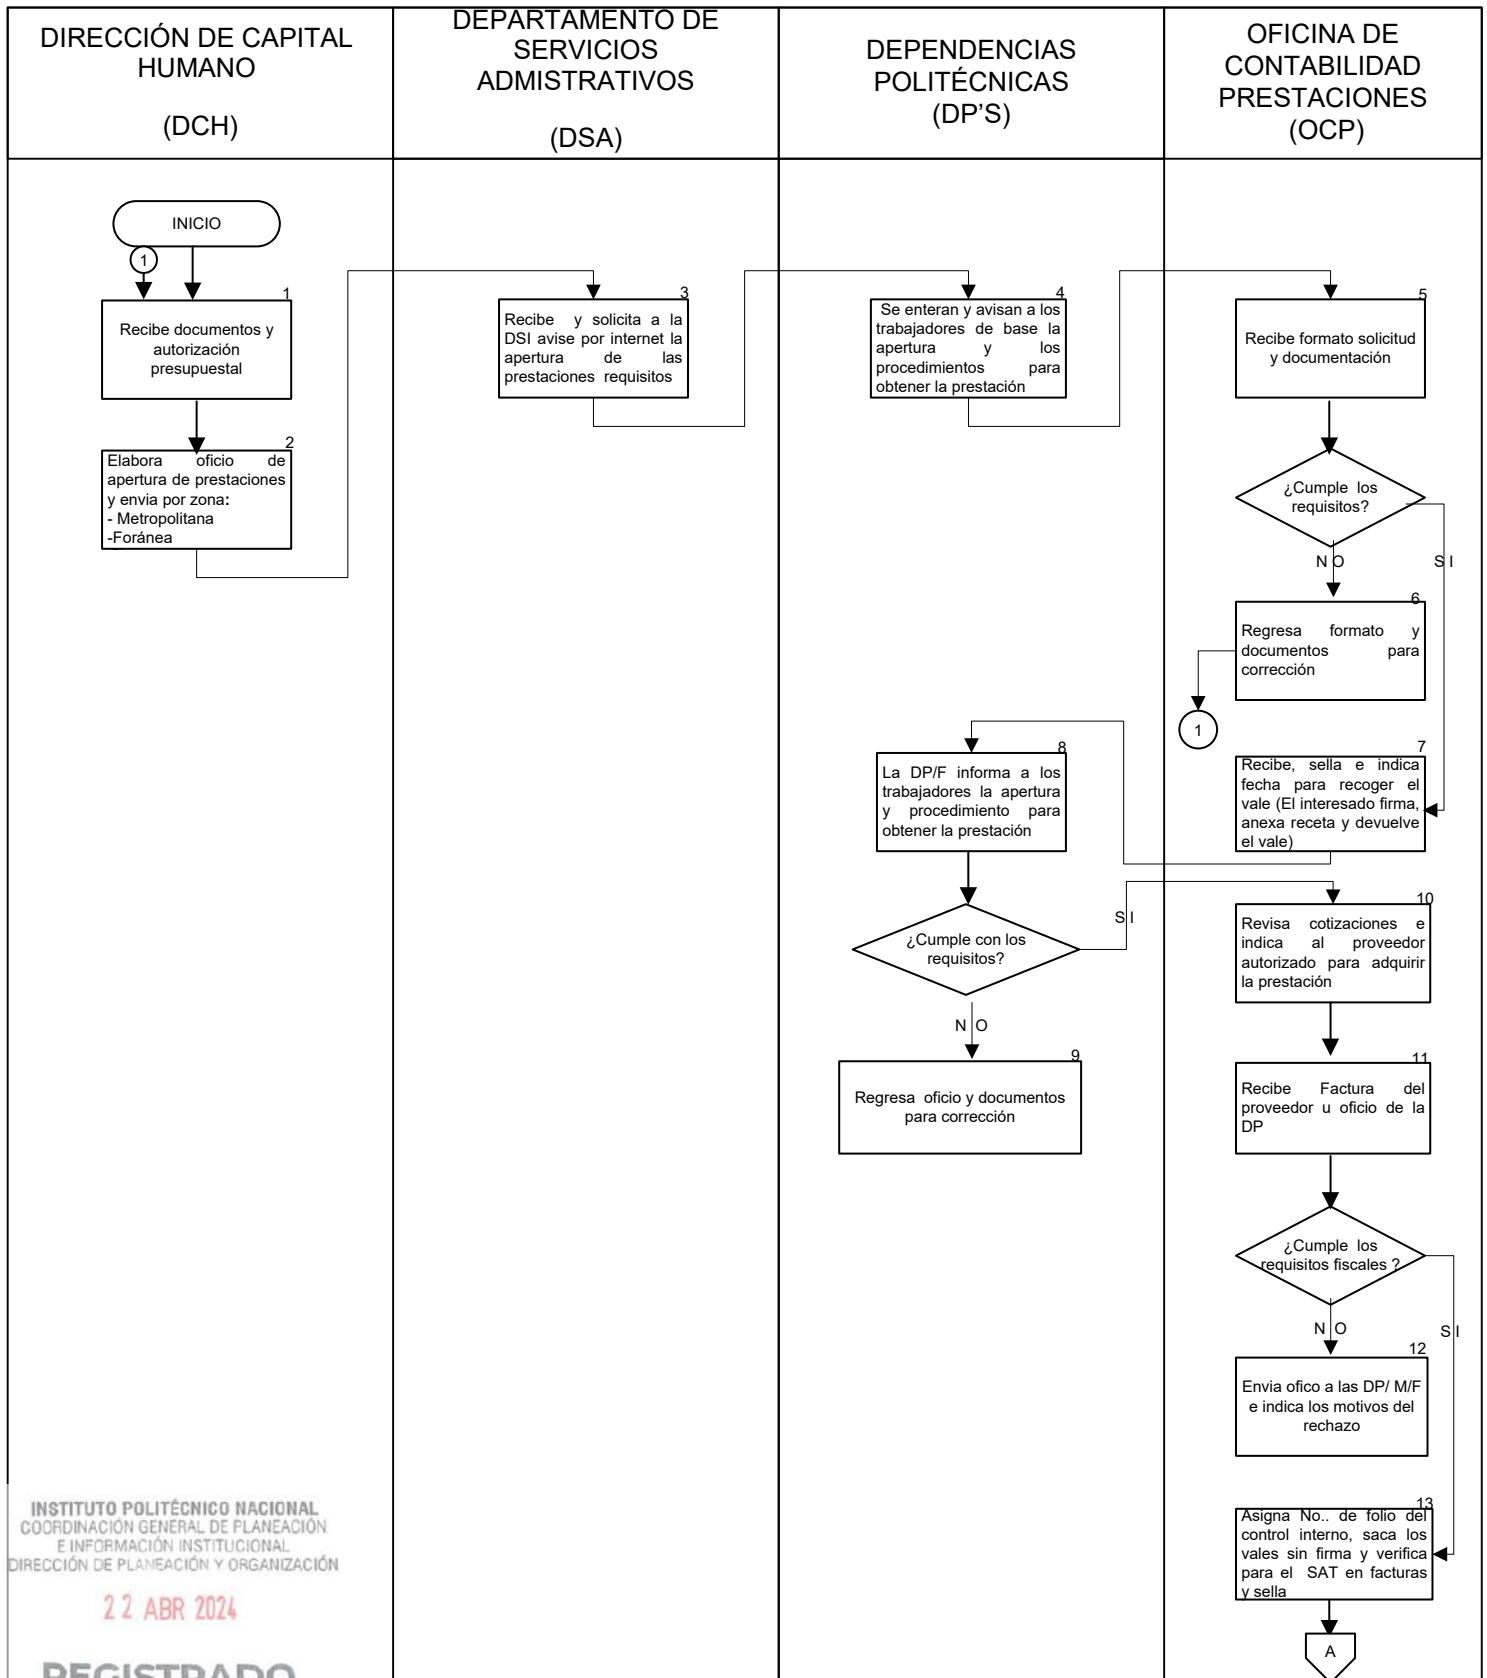 DIRECCIÓN DE CAPITAL
HUMANO
(DCH)
DEPARTAMENTO DE
SERVICIOS
ADMISTRATIVOS
(DSA)
DEPENDENCIAS
POLITÉCNICAS
(DP'S)
OFICINA DE
CONTABILIDAD
PRESTACIONES
(OCP)
INICIO
1
1
Recibe documentos y
autorización
presupuestal
2
Elabora oficio de
apertura de prestaciones
y envia por zona:
- Metropolitana
-Foránea
3
Recibe y solicita a la
DSI avise por internet la
apertura de las
prestaciones requisitos
4
Se enteran y avisan a los
trabajadores de base la
apertura y los
procedimientos para
obtener la prestación
5
Recibe formato solicitud
y documentación
¿Cumple los
requisitos?
N O
S I
6
Regresa formato y
documentos para
corrección
1
7
Recibe, sella e indica
fecha para recoger el
vale (El interesado firma,
anexa receta y devuelve
el vale)
8
La DP/F informa a los
trabajadores la apertura
y procedimiento para
obtener la prestación
¿Cumple con los
requisitos?
S I
N O
9
Regresa oficio y documentos
para corrección
10
Revisa cotizaciones e
indica al proveedor
autorizado para adquirir
la prestación
11
Recibe Factura del
proveedor u oficio de la
DP
¿Cumple los
requisitos fiscales ?
N O
S I
12
Envia ofico a las DP/ M/F
e indica los motivos del
rechazo
13
Asigna No.. de folio del
control interno, saca los
vales sin firma y verifica
para el SAT en facturas
y sella
A
INSTITUTO POLITÉCNICO NACIONAL
COORDINACIÓN GENERAL DE PLANEACIÓN
E INFORMACIÓN INSTITUCIONAL
DIRECCIÓN DE PLANEACIÓN Y ORGANIZACIÓN
22 ABR 2024
REGISTRADO